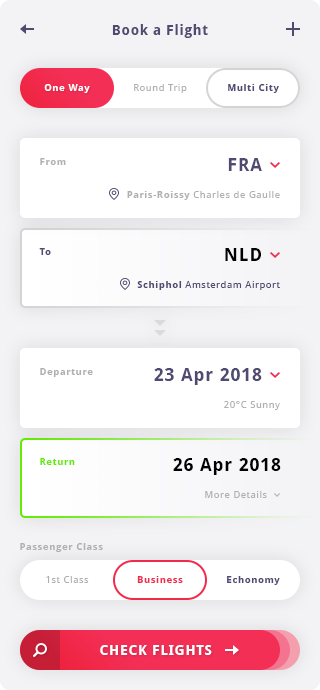 Book a Flight
One Way
Round Trip
Multi City
From
FRA
Paris-Roissy Charles de Gaulle
To
NLD
Schiphol Amsterdam Airport
Departure
23 Apr 2018
20°C Sunny
Return
26 Apr 2018
More Details
Passenger Class
1st Class
Business
Echonomy
CHECK FLIGHTS